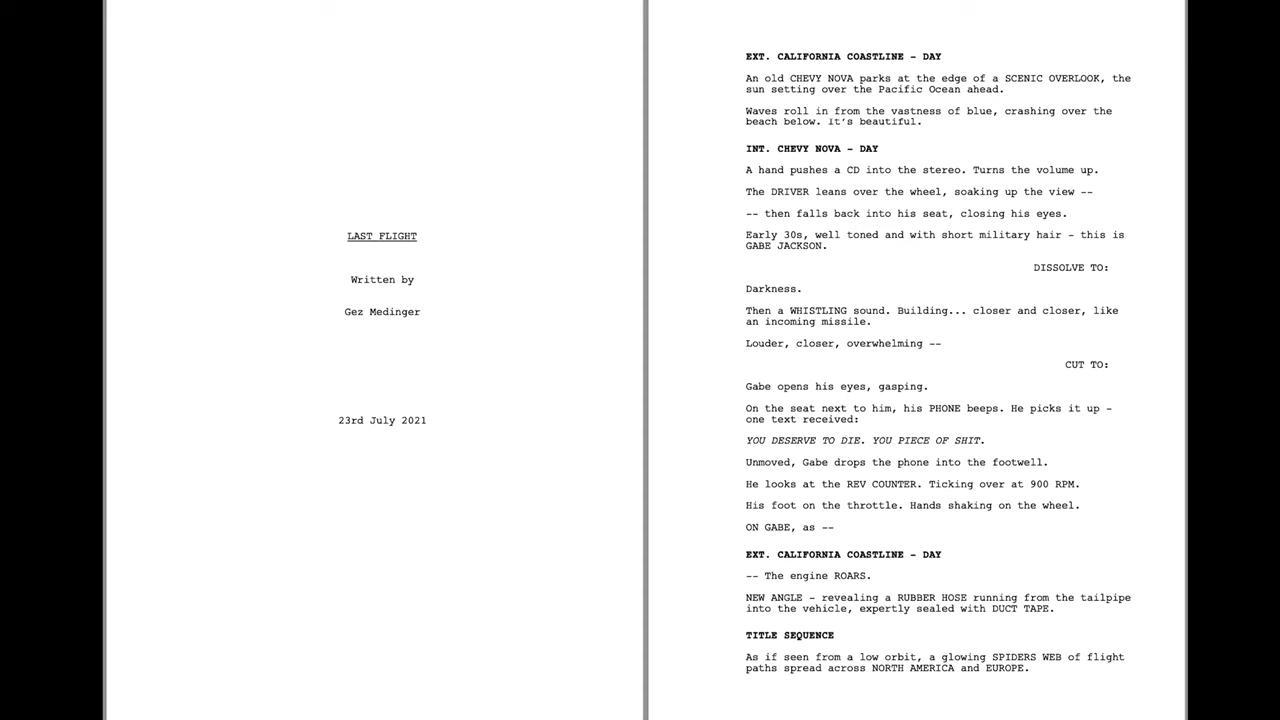 LAST FLIGHT
Written by
Gez Medinger
23rd July 2021
EXT. CALIFORNIA COASTLINE - DAY
An old CHEVY NOVA parks at the edge of a SCENIC OVERLOOK, the
sun setting over the Pacific Ocean ahead.
Waves roll in from the vastness of blue, crashing over the
beach below. It's beautiful.
INT. CHEVY NOVA - DAY
A hand pushes a CD into the stereo. Turns the volume up.
The DRIVER leans over the wheel, soaking up the view --
-- then falls back into his seat, closing his eyes.
Early 30s, well toned and with short military hair - this is
GABE JACKSON.
DISSOLVE TO:
Darkness.
Then a WHISTLING sound. Building... closer and closer, like
an incoming missile.
Louder, closer, overwhelming --
CUT TO:
Gabe opens his eyes, gasping.
On the seat next to him, his PHONE beeps. He picks it up -
one text received:
YOU DESERVE TO DIE. YOU PIECE OF SHIT.
Unmoved, Gabe drops the phone into the footwell.
He looks at the REV COUNTER. Ticking over at 900 RPM.
His foot on the throttle. Hands shaking on the wheel.
ON GABE, as --
EXT. CALIFORNIA COASTLINE - DAY
-- The engine ROARS.
NEW ANGLE - revealing a RUBBER HOSE running from the tailpipe
into the vehicle, expertly sealed with DUCT TAPE.
TITLE SEQUENCE
As if seen from a low orbit, a glowing SPIDERS WEB of flight
paths spread across NORTH AMERICA and EUROPE.